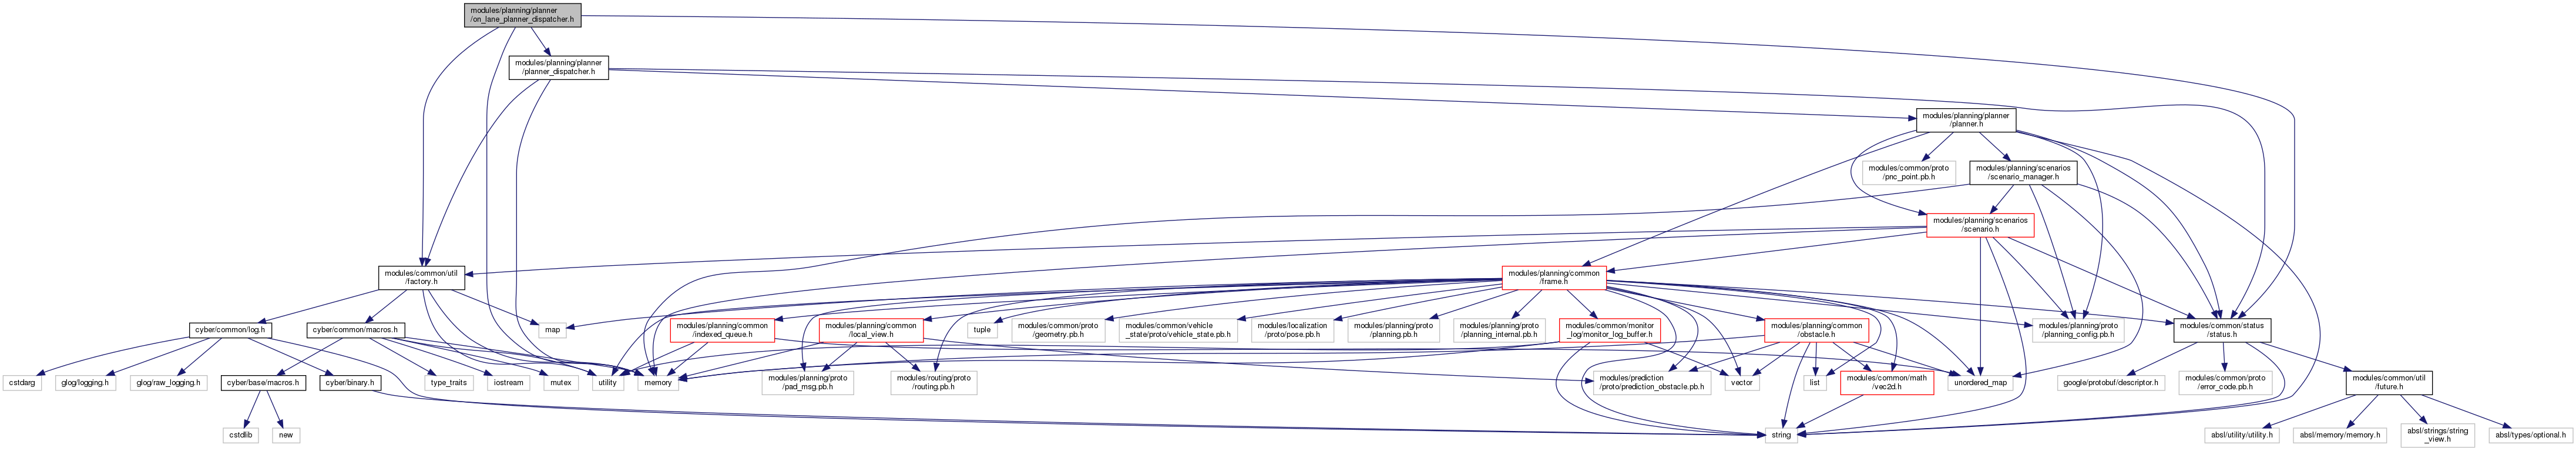 modules/planning/planner
/on_lane_planner_dispatcher.h
modules/planning/planner
/planner_dispatcher.h
modules/planning/planner
/planner.h
modules/common/proto
/pnc_point.pb.h
modules/planning/scenarios
/scenario_manager.h
modules/planning/scenarios
/scenario.h
modules/common/util
/factory.h
modules/planning/common
/frame.h
cyber/common/log.h
cyber/common/macros.h
map
modules/planning/common
/indexed_queue.h
modules/planning/common
/local_view.h
tuple
modules/common/proto
/geometry.pb.h
modules/common/vehicle
_state/proto/vehicle_state.pb.h
modules/localization
/proto/pose.pb.h
modules/planning/proto
/planning.pb.h
modules/planning/proto
/planning_internal.pb.h
modules/common/monitor
_log/monitor_log_buffer.h
modules/planning/common
/obstacle.h
modules/planning/proto
/planning_config.pb.h
modules/common/status
/status.h
cstdarg
glog/logging.h
glog/raw_logging.h
cyber/base/macros.h
cyber/binary.h
type_traits
iostream
mutex
utility
memory
modules/planning/proto
/pad_msg.pb.h
modules/routing/proto
/routing.pb.h
modules/prediction
/proto/prediction_obstacle.pb.h
vector
list
modules/common/math
/vec2d.h
unordered_map
google/protobuf/descriptor.h
modules/common/proto
/error_code.pb.h
modules/common/util
/future.h
cstdlib
new
string
absl/utility/utility.h
absl/memory/memory.h
absl/strings/string
_view.h
absl/types/optional.h